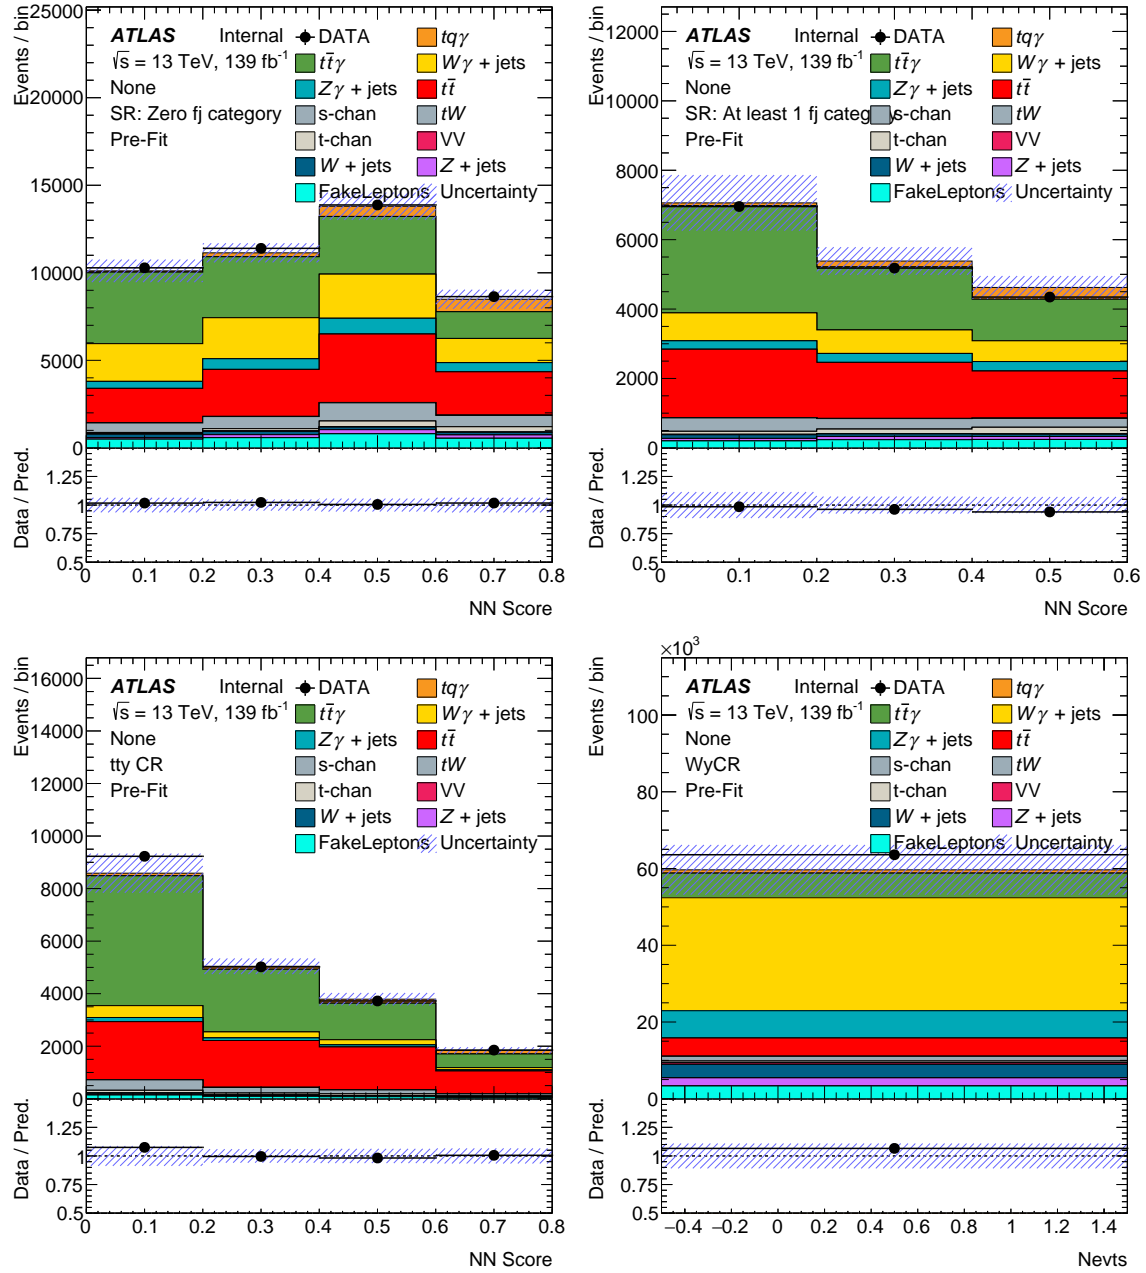 Events / bin
25000
20000
15000
10000
5000
0
ATLAS Internal
√s = 13 TeV, 139 fb⁻¹
None
SR: Zero fj category
Pre-Fit
DATA
tqγ
tt̄γ
Wγ + jets
Zγ + jets
tt̄
s-chan
tW
t-chan
VV
W + jets
Z + jets
FakeLeptons
Uncertainty
Data / Pred.
1.25
1
0.75
0.5
0 0.1 0.2 0.3 0.4 0.5 0.6 0.7 0.8
NN Score
Events / bin
12000
10000
8000
6000
4000
2000
0
ATLAS Internal
√s = 13 TeV, 139 fb⁻¹
None
SR: At least 1 fj category
Pre-Fit
DATA
tqγ
tt̄γ
Wγ + jets
Zγ + jets
tt̄
s-chan
tW
t-chan
VV
W + jets
Z + jets
FakeLeptons
Uncertainty
Data / Pred.
1.25
1
0.75
0.5
0 0.1 0.2 0.3 0.4 0.5 0.6
NN Score
Events / bin
16000
14000
12000
10000
8000
6000
4000
2000
0
ATLAS Internal
√s = 13 TeV, 139 fb⁻¹
None
tty CR
Pre-Fit
DATA
tqγ
tt̄γ
Wγ + jets
Zγ + jets
tt̄
s-chan
tW
t-chan
VV
W + jets
Z + jets
FakeLeptons
Uncertainty
Data / Pred.
1.25
1
0.75
0.5
0 0.1 0.2 0.3 0.4 0.5 0.6 0.7 0.8
NN Score
×10³
Events / bin
100
80
60
40
20
ATLAS Internal
√s = 13 TeV, 139 fb⁻¹
None
WyCR
Pre-Fit
DATA
tqγ
tt̄γ
Wγ + jets
Zγ + jets
tt̄
s-chan
tW
t-chan
VV
W + jets
Z + jets
FakeLeptons
Uncertainty
Data / Pred.
1.25
1
0.75
0.5
−0.4 −0.2 0 0.2 0.4 0.6 0.8 1 1.2 1.4
Nevts